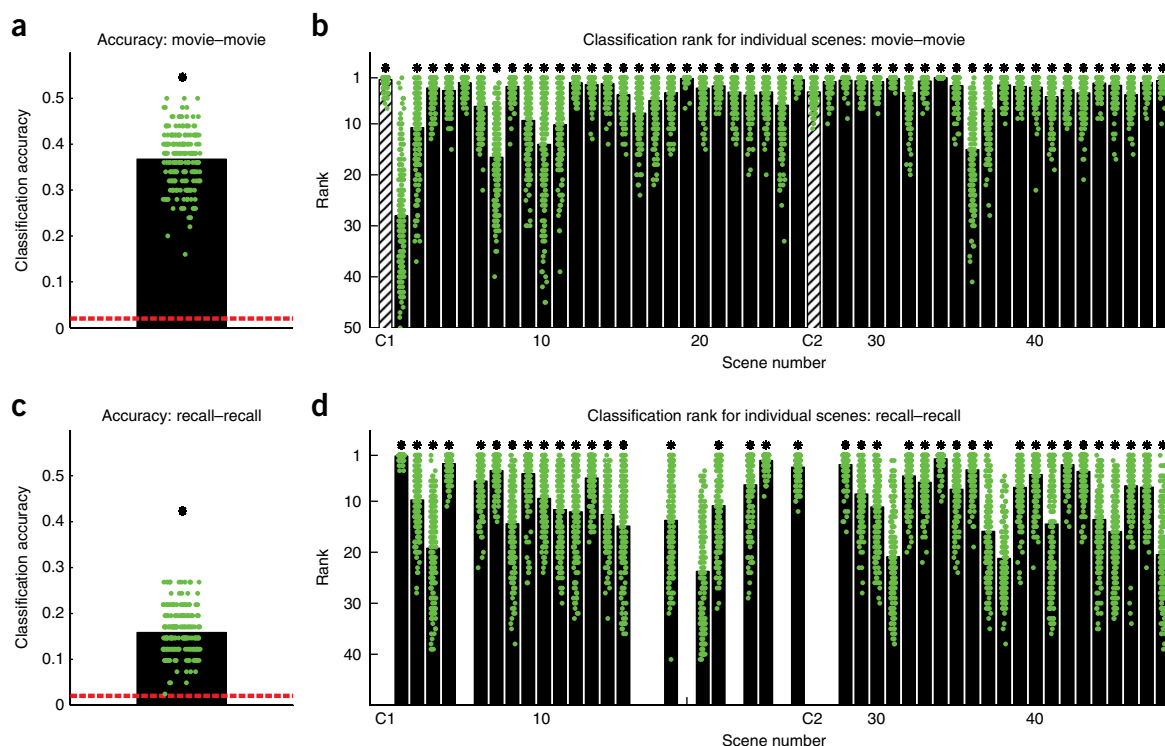 a
Accuracy: movie–movie
Classification accuracy
0.5
0.4
0.3
0.2
0.1
0
b
Classification rank for individual scenes: movie–movie
Rank
1
10
20
30
40
50
C1
10
20
C2
30
40
Scene number
c
Accuracy: recall–recall
Classification accuracy
0.5
0.4
0.3
0.2
0.1
0
d
Classification rank for individual scenes: recall–recall
Rank
1
10
20
30
40
C1
10
C2
30
40
Scene number